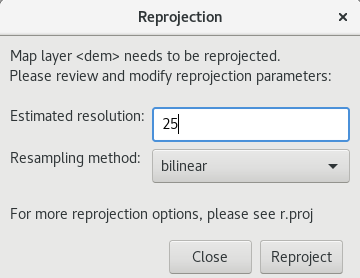 Reprojection
Map layer <dem> needs to be reprojected.
Please review and modify reprojection parameters:
Estimated resolution: 25
Resampling method: bilinear
For more reprojection options, please see r.proj
Close Reproject